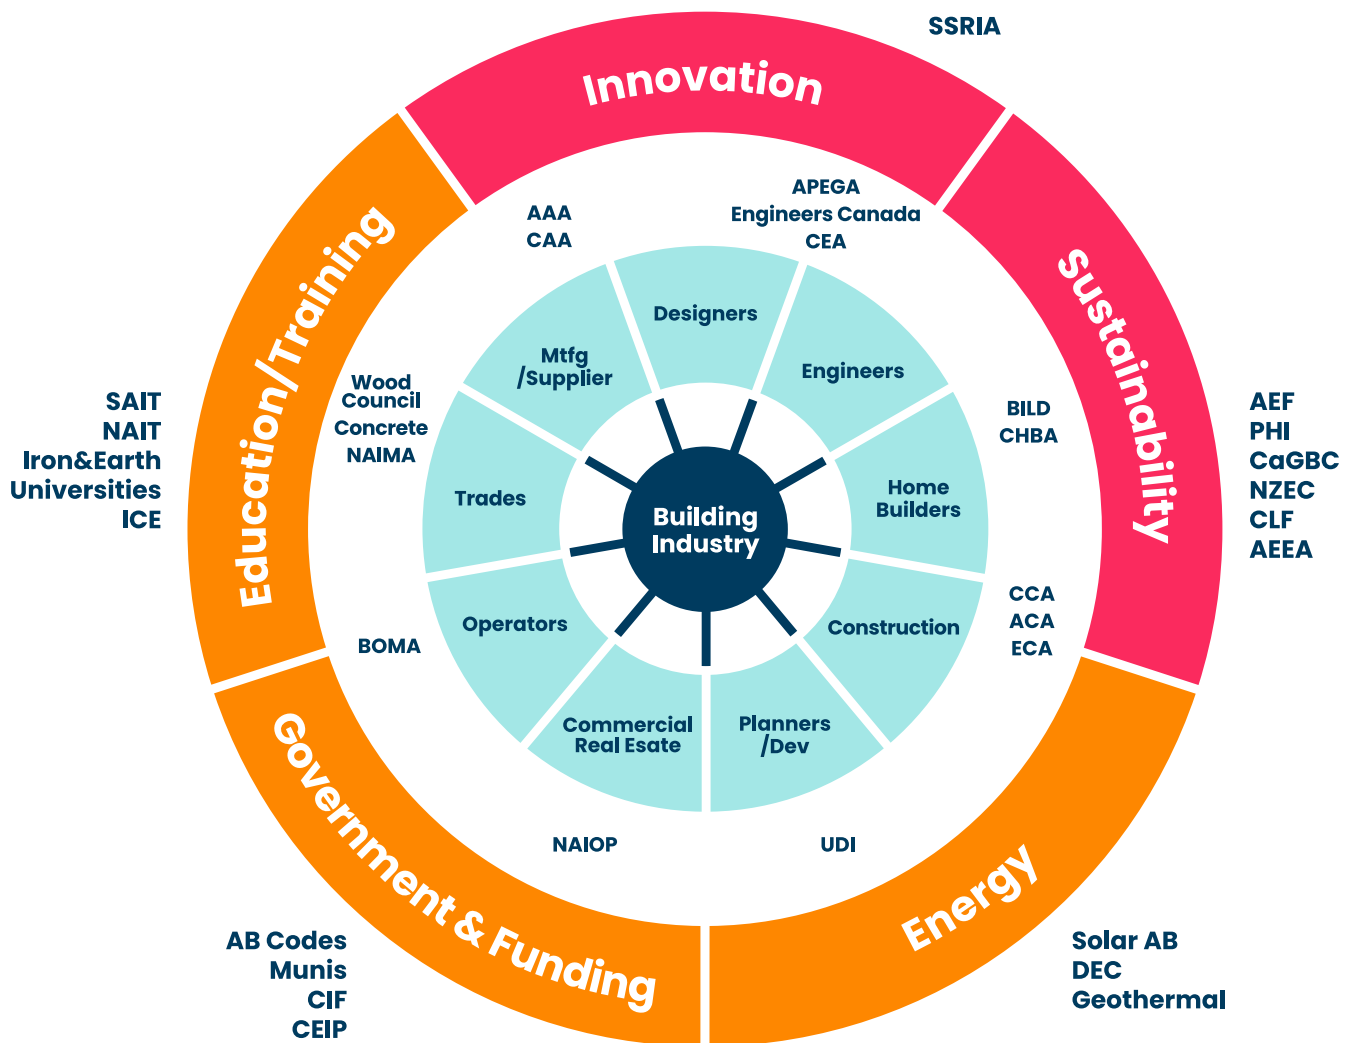 SSRIA
Innovation
APEGA
Engineers Canada
CEA
AAA
CAA
Sustainability
Education/Training
Designers
Mtfg
/Supplier
Engineers
Wood
Council
Concrete
NAIMA
BILD
CHBA
SAIT
NAIT
Iron&Earth
Universities
ICE
AEF
PHI
CaGBC
NZEC
CLF
AEEA
Trades
Home
Builders
Building
Industry
CCA
ACA
ECA
Operators
Construction
BOMA
Commercial
Real Esate
Planners
/Dev
NAIOP
UDI
Government & Funding
Energy
AB Codes
Munis
CIF
CEIP
Solar AB
DEC
Geothermal